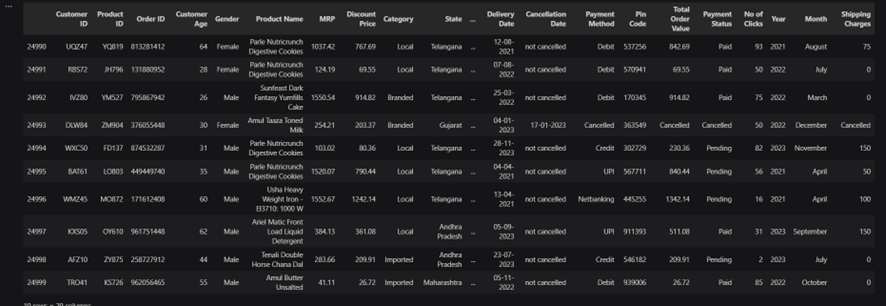 ...
Customer ID Product ID Order ID Customer Age Gender Product Name MRP Discount Price Category State ... Delivery Date Cancellation Date Payment Method Pin Code Total Order Value Payment Status No of Clicks Year Month Shipping Charges
24990 UQZ47 YQ819 813281412 64 Female Parle Nutricrunch Digestive Cookies 1037.42 767.69 Local Telangana ... 12-08-2021 not cancelled Debit 537256 842.69 Paid 93 2021 August 75
24991 RBS72 JH796 131880952 28 Female Parle Nutricrunch Digestive Cookies 124.19 69.55 Local Telangana ... 07-08-2022 not cancelled Debit 570941 69.55 Paid 50 2022 July 0
24992 IVZ80 YM527 795867942 26 Male Sunfeast Dark Fantasy Yumfills Cake 1550.54 914.82 Branded Telangana ... 25-03-2022 not cancelled Debit 170345 914.82 Paid 75 2022 March 0
24993 DLW84 ZM904 376055448 30 Female Amul Taaza Toned Milk 254.21 203.37 Branded Gujarat ... 04-01-2023 17-01-2023 Cancelled 363549 Cancelled Cancelled 50 2022 December Cancelled
24994 WXC50 FD137 874532287 31 Male Parle Nutricrunch Digestive Cookies 103.02 80.36 Local Telangana ... 28-11-2023 not cancelled Credit 302729 230.36 Pending 82 2023 November 150
24995 BAT61 LO803 449449740 35 Male Parle Nutricrunch Digestive Cookies 1520.07 790.44 Local Telangana ... 04-04-2021 not cancelled UPI 567711 840.44 Pending 56 2021 April 50
24996 WMZ45 MO872 171612408 60 Male Usha Heavy Weight Iron - EI3710: 1000 W 1552.67 1242.14 Local Telangana ... 13-04-2021 not cancelled Netbanking 445255 1342.14 Pending 16 2021 April 100
24997 KXS05 OY610 961751448 62 Male Ariel Matic Front Load Liquid Detergent 384.13 361.08 Local Andhra Pradesh ... 05-09-2023 not cancelled UPI 911393 511.08 Paid 31 2023 September 150
24998 AFZ10 ZY875 258727912 44 Male Tenali Double Horse Chana Dal 283.66 209.91 Imported Andhra Pradesh ... 23-07-2023 not cancelled Credit 546182 209.91 Pending 2 2023 July 0
24999 TRO41 KS726 962056465 55 Male Amul Butter Unsalted 41.11 26.72 Imported Maharashtra ... 05-11-2022 not cancelled Debit 939006 26.72 Paid 85 2022 October 0